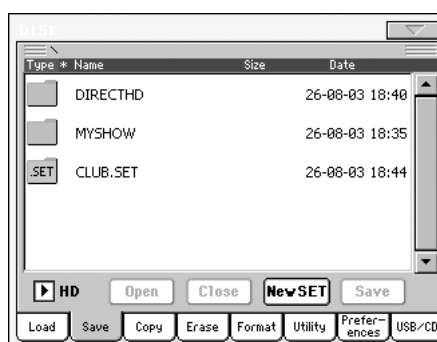 DISK
Type * Name Size Date
DIRECTHD 26-08-03 18:40
MYSHOW 26-08-03 18:35
.SET CLUB.SET 26-08-03 18:44
HD Open Close NewSET Save
Load Save Copy Erase Format Utility Prefer-ences USB/CD